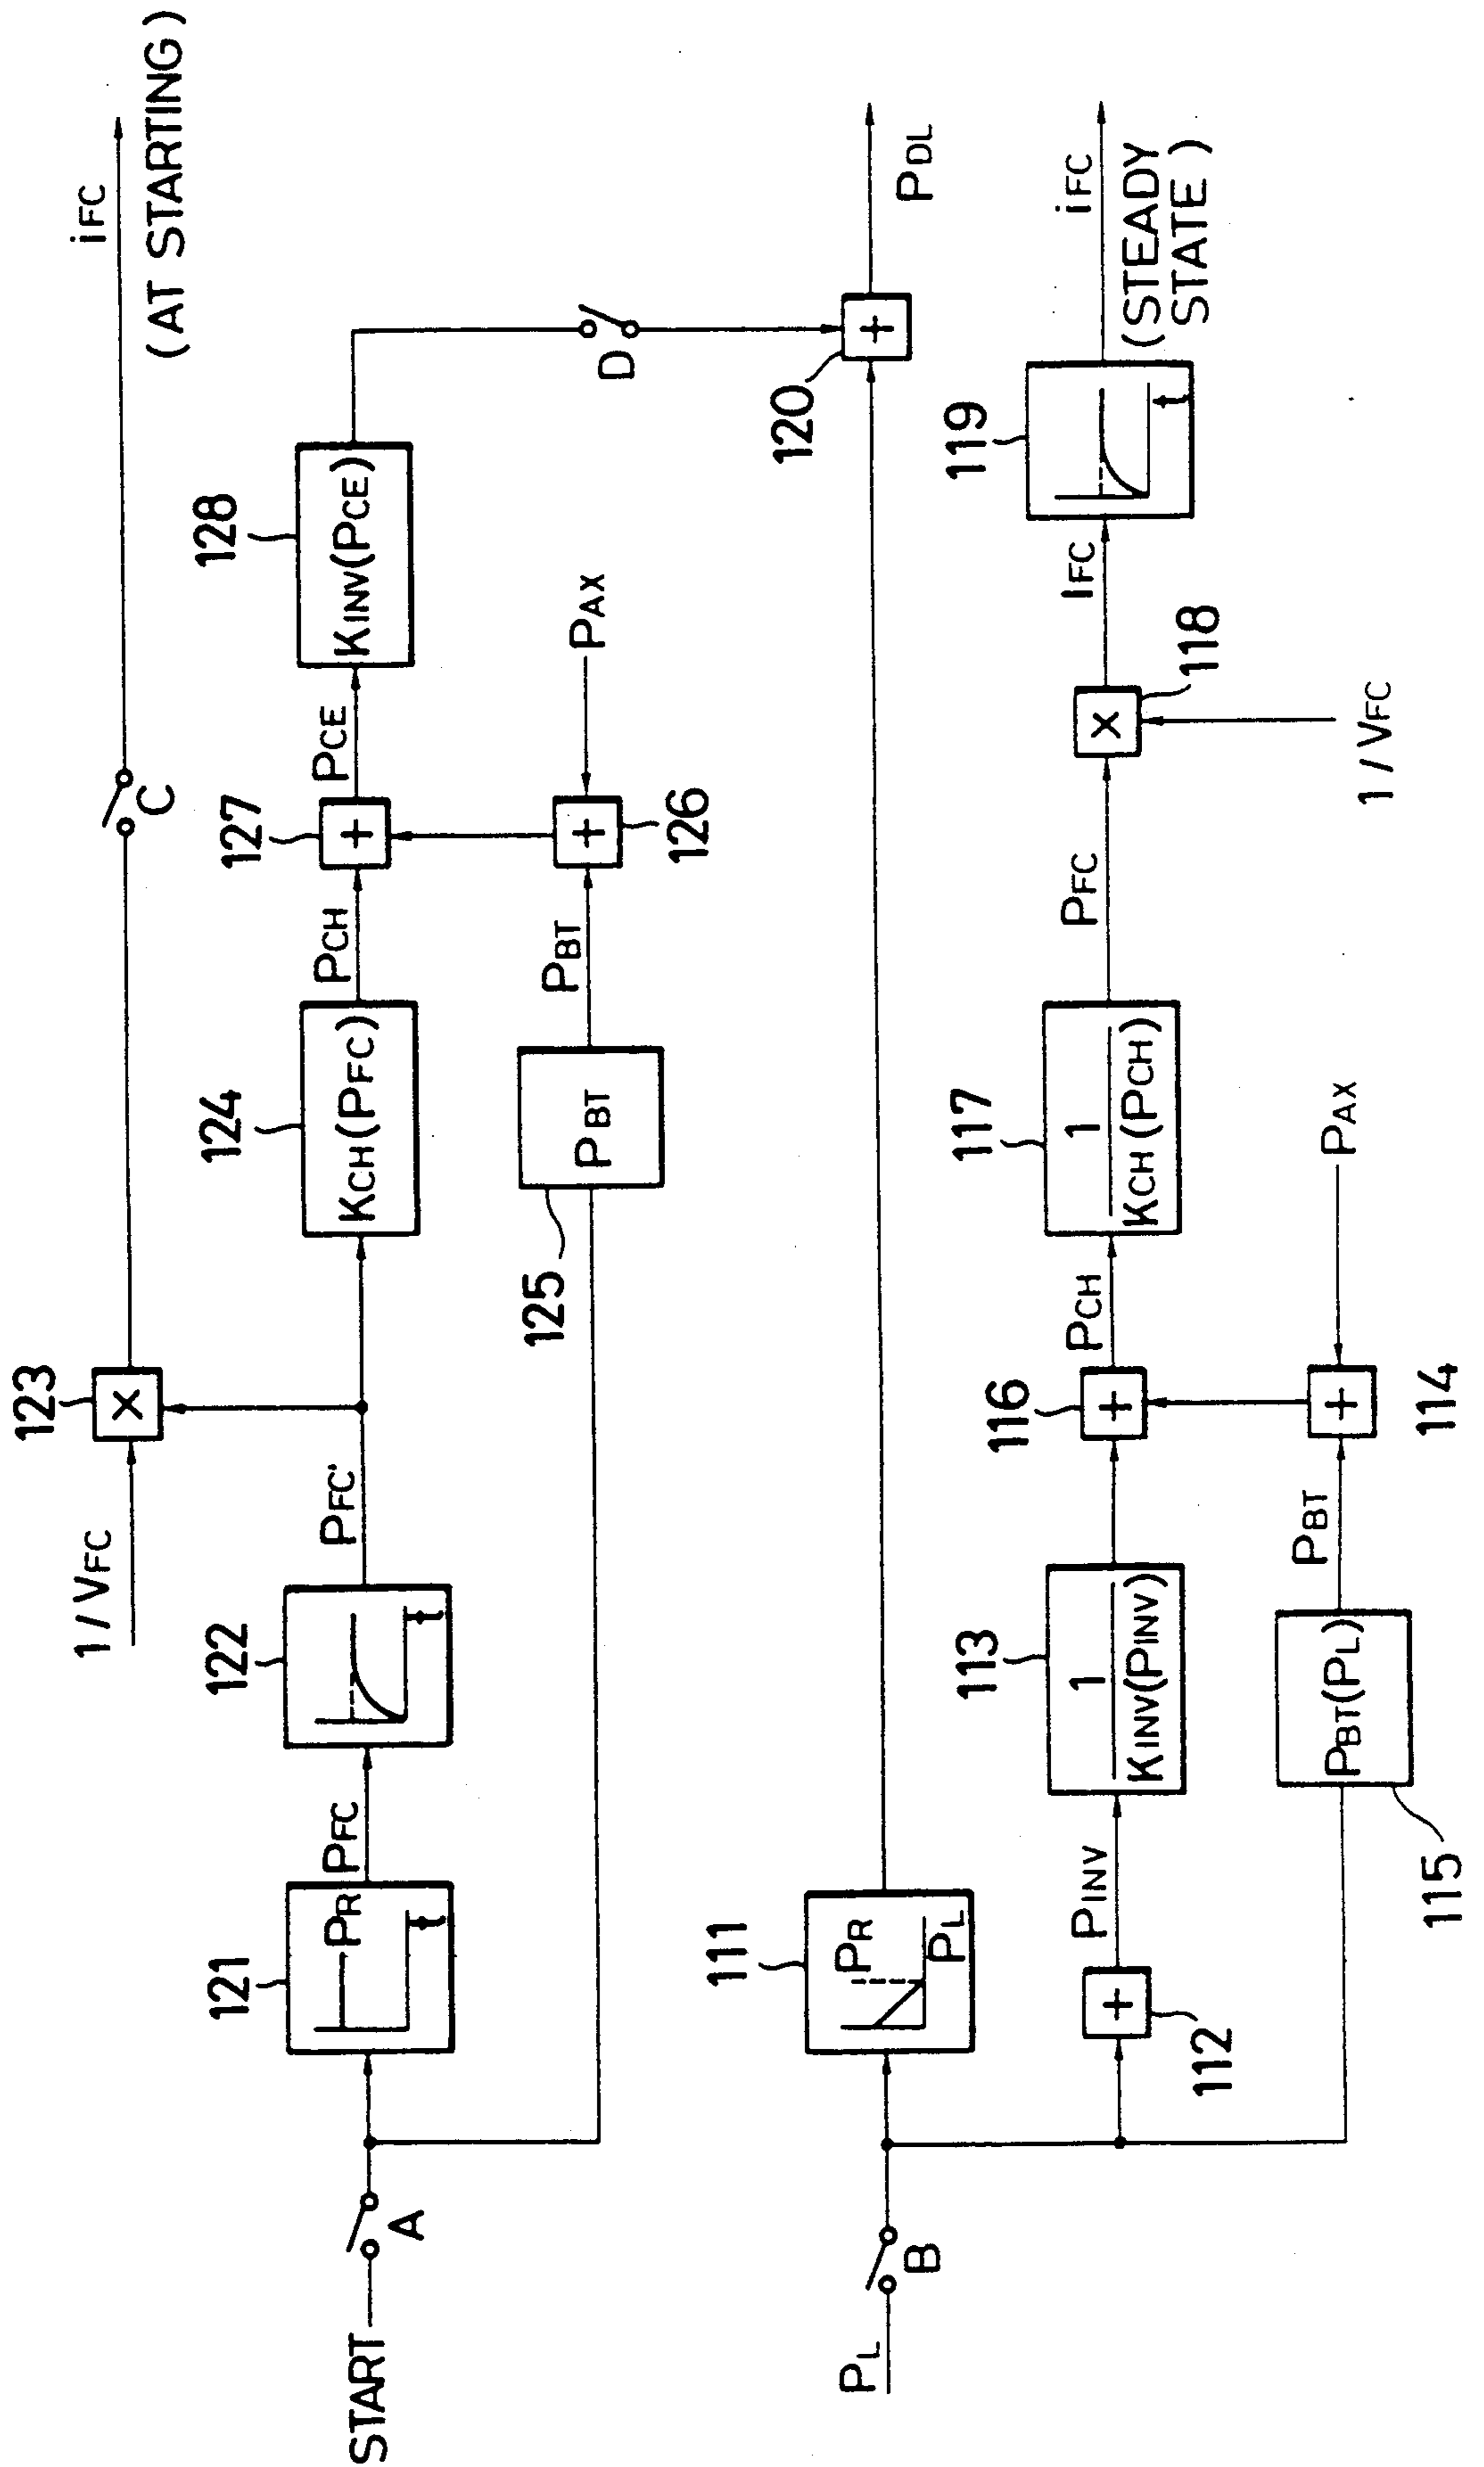 iFC
(AT STARTING)
C
123
1/VFC
START
A
121
PR
t
PFC
122
t
PFC'
124
KCH(PFC)
PCH
127
+
PCE
128
KINV(PCE)
D
125
PBT
PBT
+
126
PAX
×
PL
B
111
PR
PL
120
+
PDL
112
+
PINV
113
1
KINV(PINV)
116
+
PCH
117
1
KCH(PCH)
PFC
×
118
1/VFC
IFC
119
t
iFC
(STEADY
STATE)
115
PBT(PL)
PBT
+
114
PAX